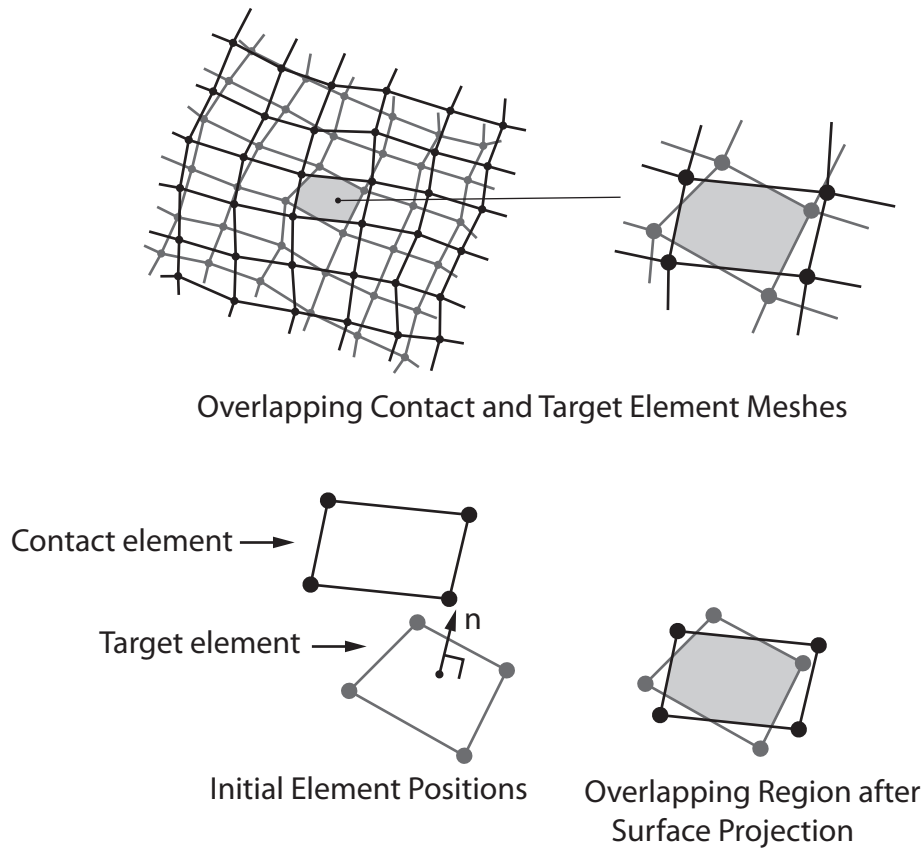 Overlapping Contact and Target Element Meshes
Contact element
n
Target element
Initial Element Positions
Overlapping Region after
Surface Projection